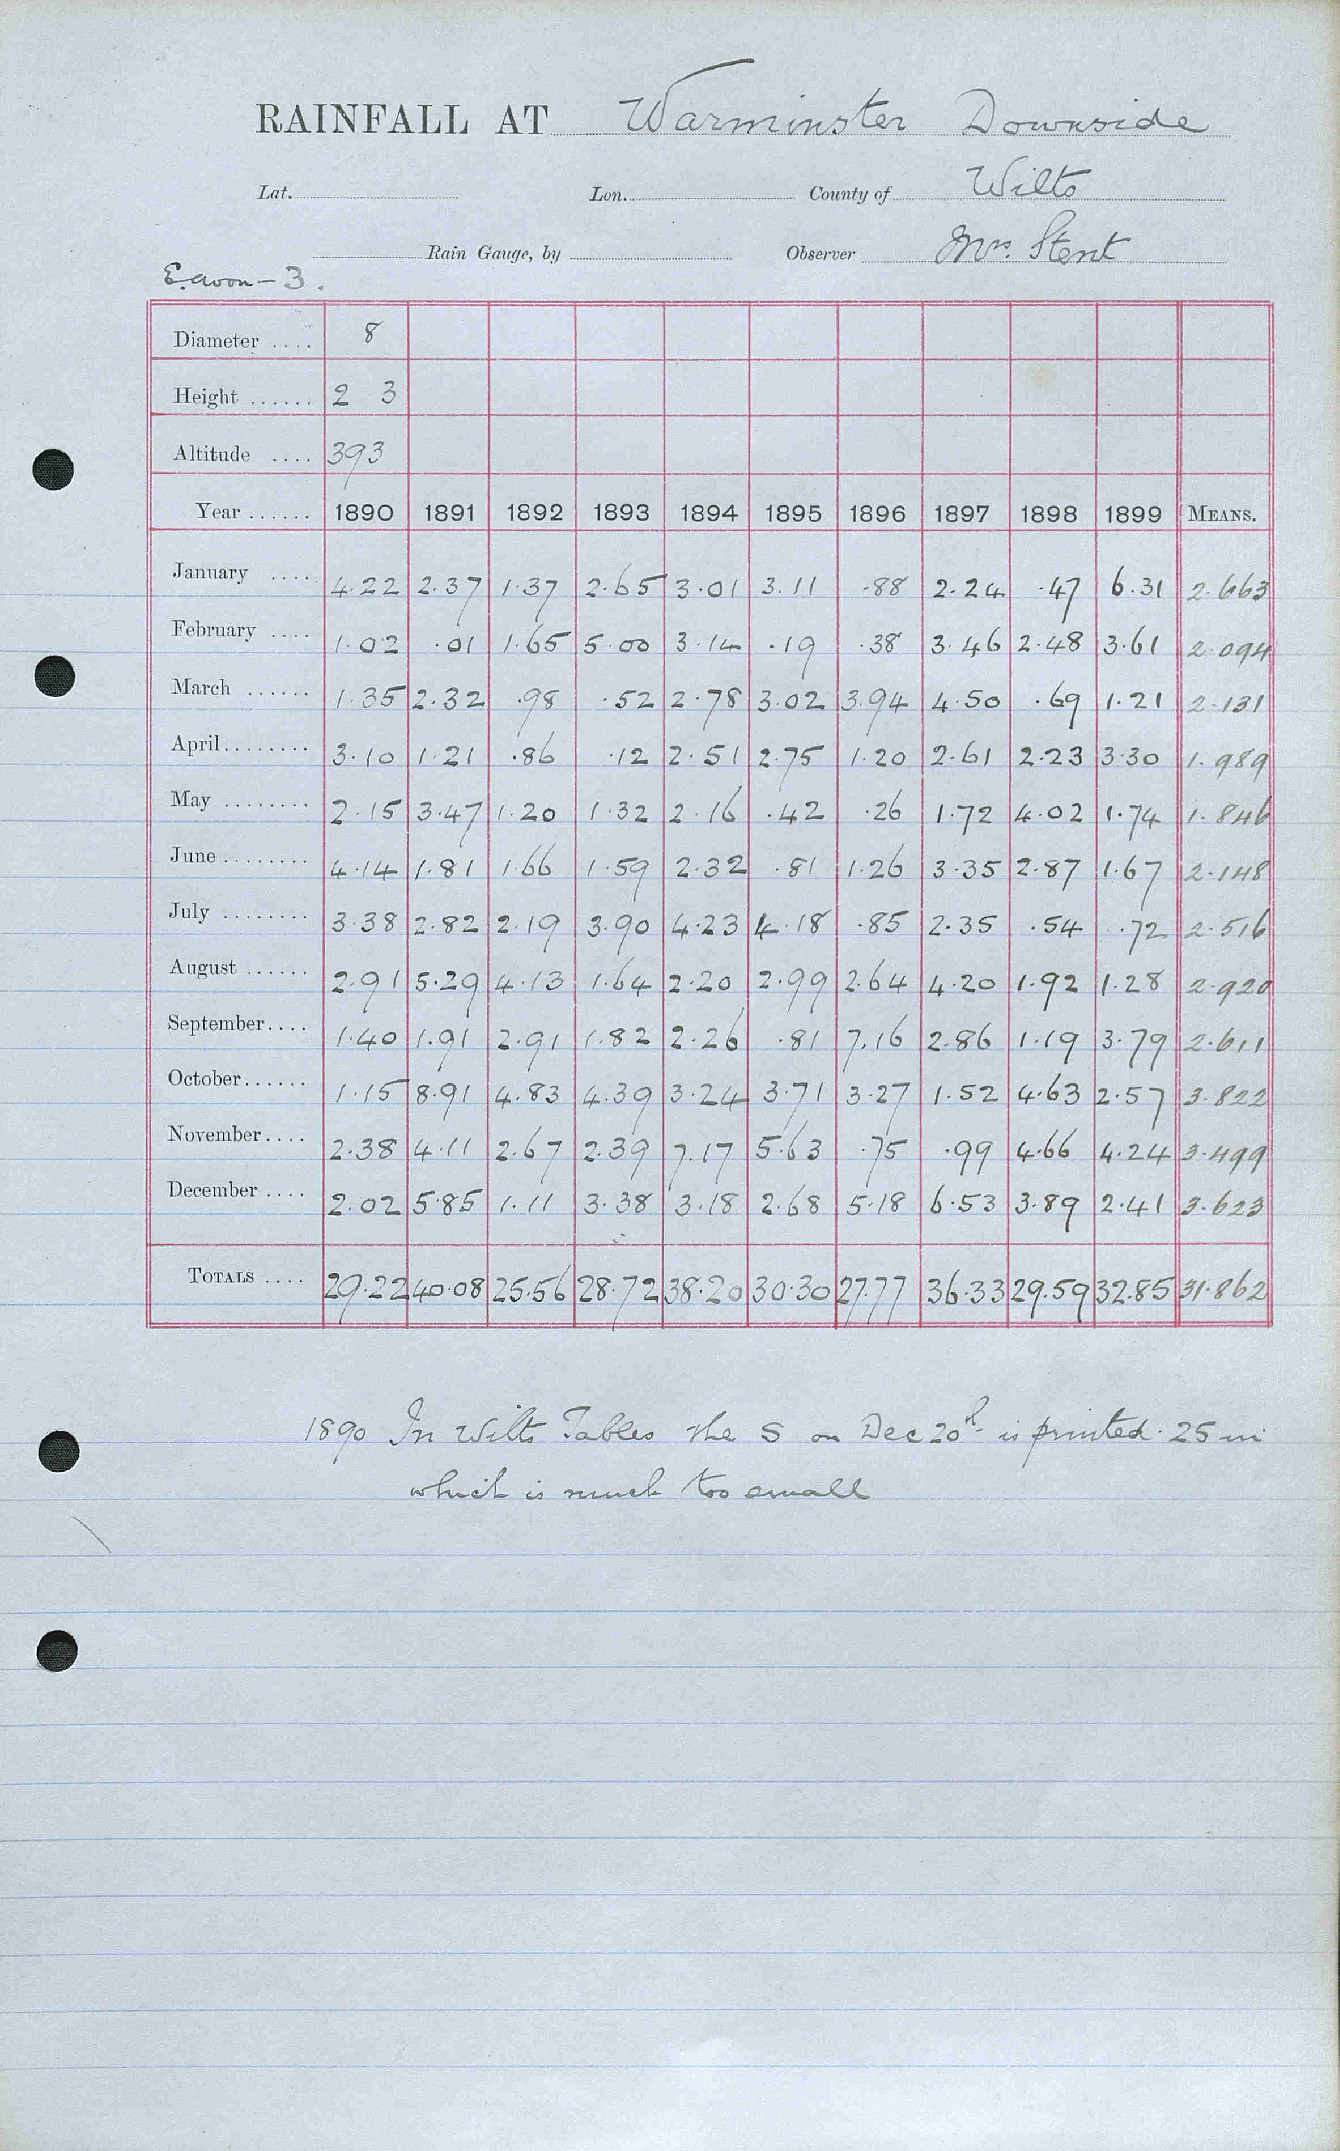 RAINFALL AT Warminster Downside
Lat. Lon. County of Wilts
Rain Gauge, by Observer Mrs. Stent
E. Avon - 3.
Diameter .... 8
Height ...... 2 3
Altitude .... 393
Year ...... 1890 1891 1892 1893 1894 1895 1896 1897 1898 1899 MEANS.
January .... 4.22 2.37 1.37 2.65 3.01 3.11 .88 2.24 .47 6.31 2.663
February .... 1.02 .01 1.65 5.00 3.14 .19 .38 3.46 2.48 3.61 2.094
March ...... 1.35 2.32 .98 .52 2.78 3.02 3.94 4.50 .69 1.21 2.131
April ........ 3.10 1.21 .86 .12 2.51 2.75 1.20 2.61 2.23 3.30 1.989
May ........ 2.15 3.47 1.20 1.32 2.16 .42 .26 1.72 4.02 1.74 1.846
June ........ 4.14 1.81 1.66 1.59 2.32 .81 1.26 3.35 2.87 1.67 2.148
July ........ 3.38 2.82 2.19 3.90 4.23 4.18 .85 2.35 .54 .72 2.516
August ...... 2.91 5.29 4.13 1.64 2.20 2.99 2.64 4.20 1.92 1.28 2.920
September .... 1.40 1.91 2.91 1.82 2.26 .81 7.16 2.86 1.19 3.79 2.611
October ...... 1.15 8.91 4.83 4.39 3.24 3.71 3.27 1.52 4.63 2.57 3.822
November .... 2.38 4.11 2.67 2.39 7.17 5.63 .75 .99 4.66 4.24 3.499
December .... 2.02 5.85 1.11 3.38 3.18 2.68 5.18 6.53 3.89 2.41 3.623
TOTALS .... 29.22 40.08 25.56 28.72 38.20 30.30 27.77 36.33 29.59 32.85 31.862
1890 In Wilts Tables the S on Dec 20th is printed .25 in
which is much too small